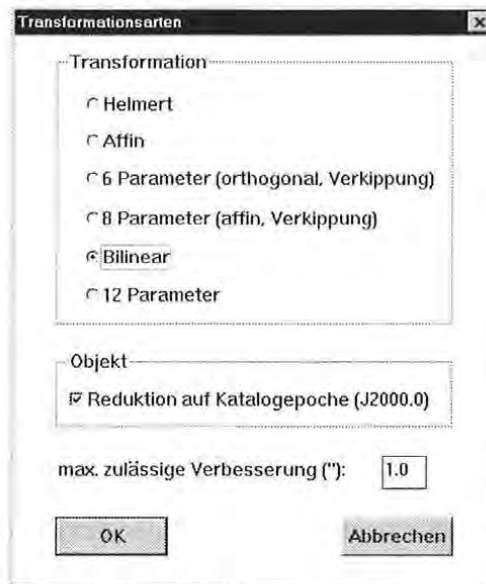 Transformationsarten
Transformation
Helmert
Affin
6 Parameter (orthogonal, Verkippung)
8 Parameter (affin, Verkippung)
Bilinear
12 Parameter
Objekt
Reduktion auf Katalogepoche (J2000.0)
max. zulässige Verbesserung ("): 1.0
OK Abbrechen